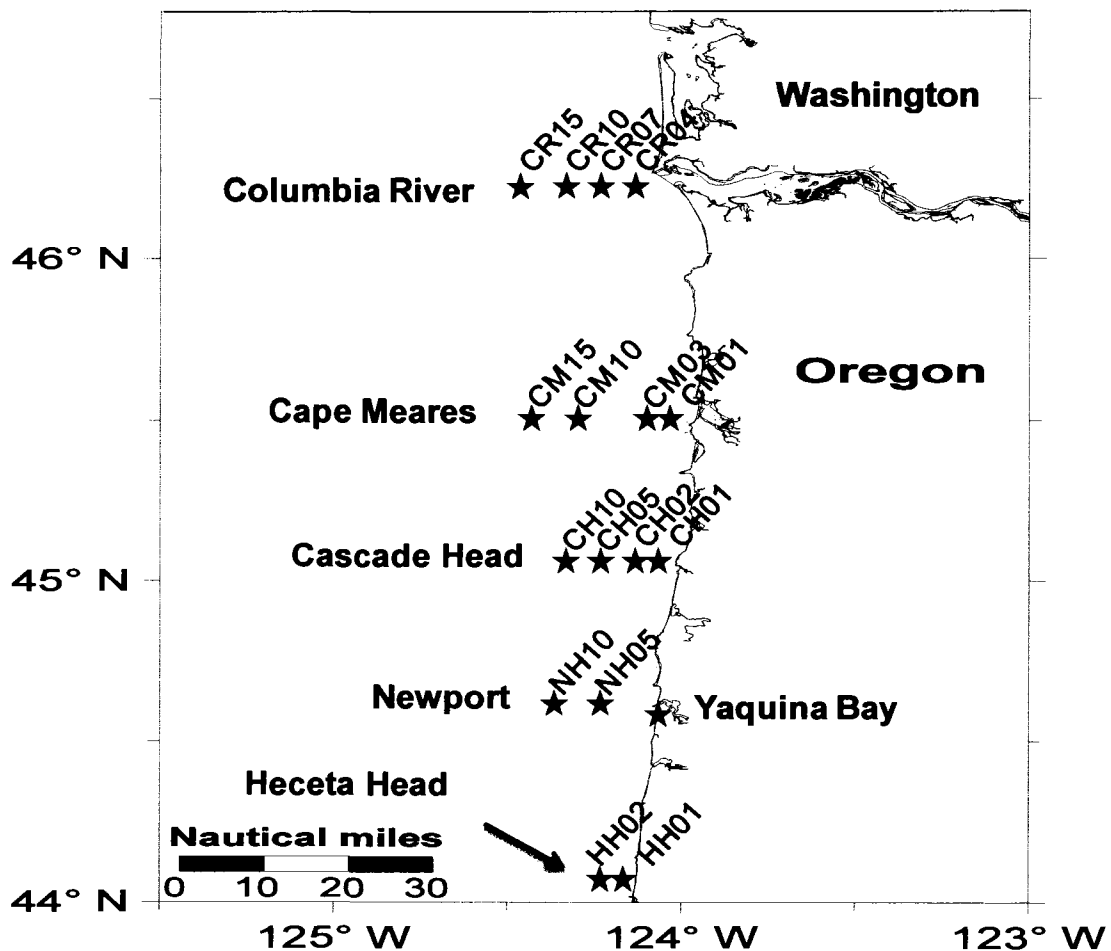 Washington
CR15
CR10
CR07
CR04
Columbia River
46° N
CM15
CM10
CM03
CM01
Oregon
Cape Meares
CH10
CH05
CH02
CH01
Cascade Head
45° N
NH10
NH05
Newport
Yaquina Bay
Heceta Head
HH02
HH01
Nautical miles
0 10 20 30
44° N
125° W 124° W 123° W